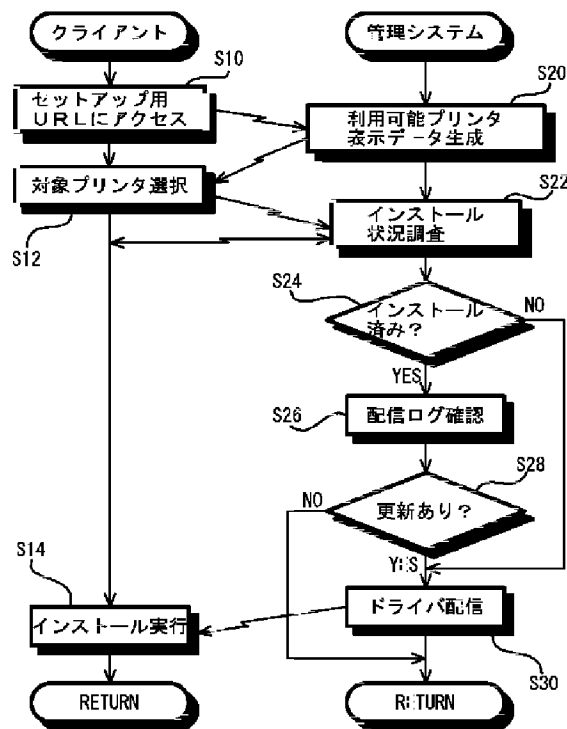 クライアント
管理システム
S10
セットアップ用
URLにアクセス
S20
利用可能プリンタ
表示データ生成
対象プリンタ選択
S12
S22
インストール
状況調査
S24
インストール
済み?
NO
YES
S26
配信ログ確認
S28
更新あり?
NO
YES
S14
インストール実行
ドライバ配信
S30
RETURN
RETURN